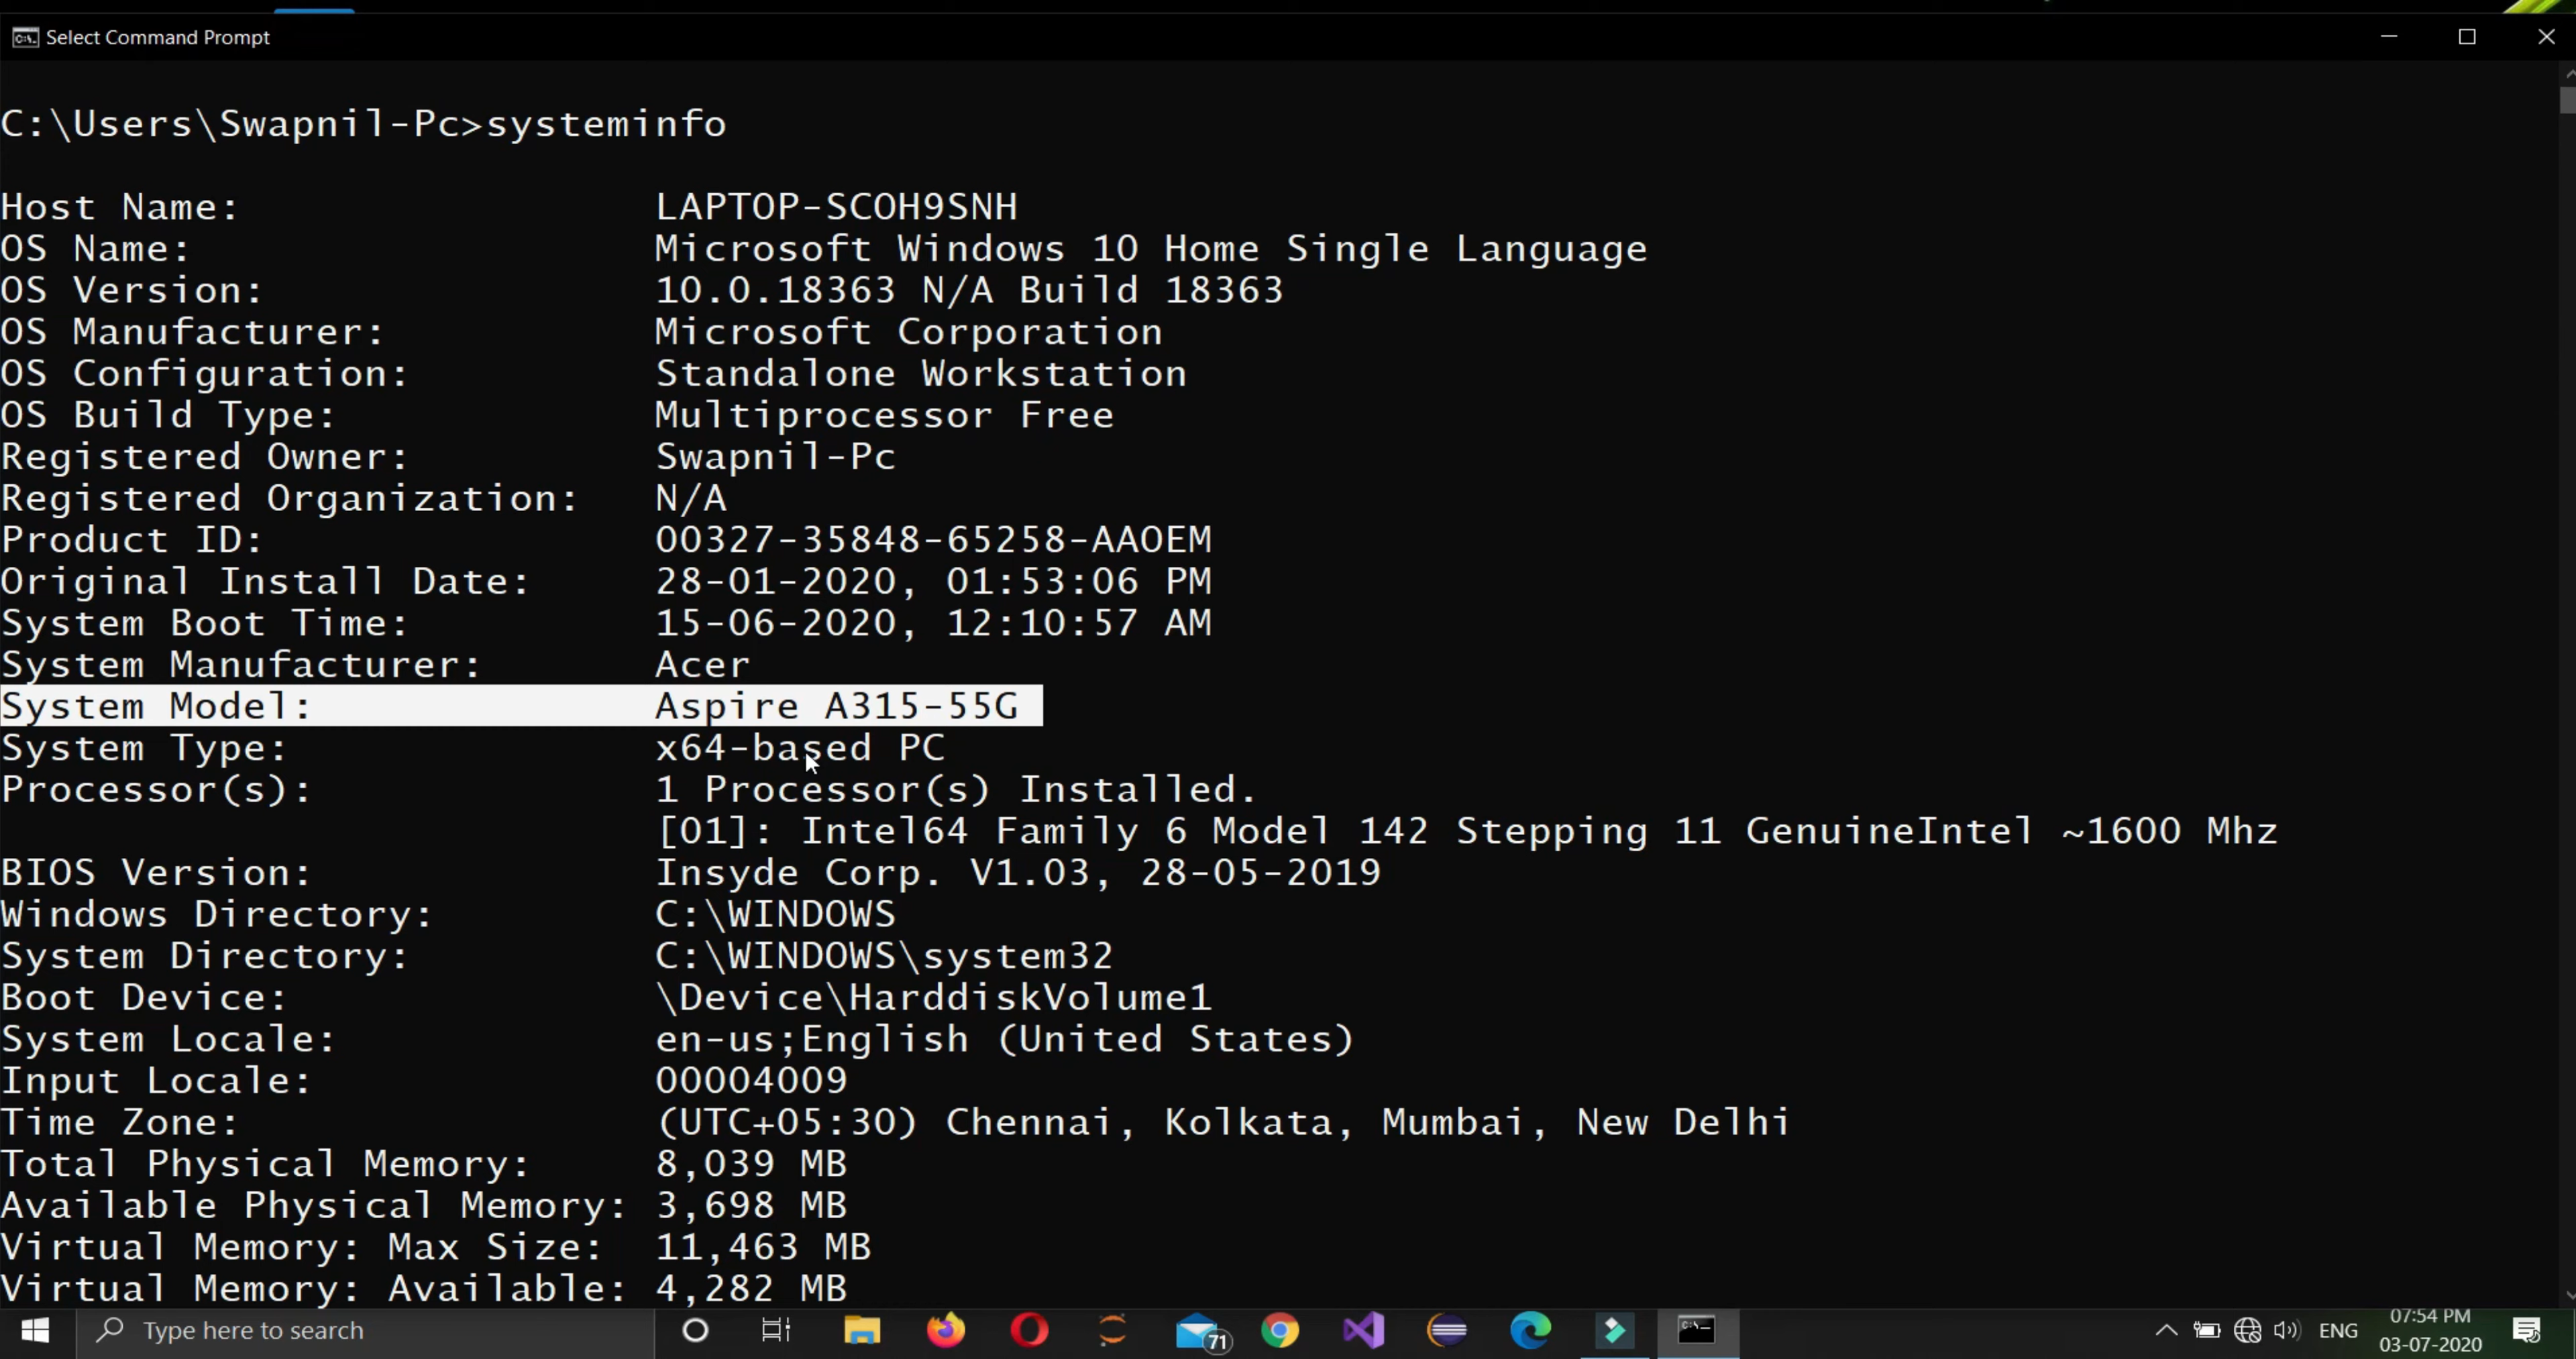 Select Command Prompt
C:\Users\Swapnil-Pc>systeminfo
Host Name: LAPTOP-SCOH9SNH
OS Name: Microsoft Windows 10 Home Single Language
OS Version: 10.0.18363 N/A Build 18363
OS Manufacturer: Microsoft Corporation
OS Configuration: Standalone Workstation
OS Build Type: Multiprocessor Free
Registered Owner: Swapnil-Pc
Registered Organization: N/A
Product ID: 00327-35848-65258-AAOEM
Original Install Date: 28-01-2020, 01:53:06 PM
System Boot Time: 15-06-2020, 12:10:57 AM
System Manufacturer: Acer
System Model: Aspire A315-55G
System Type: x64-based PC
Processor(s): 1 Processor(s) Installed.
[01]: Intel64 Family 6 Model 142 Stepping 11 GenuineIntel ~1600 Mhz
BIOS Version: Insyde Corp. V1.03, 28-05-2019
Windows Directory: C:\WINDOWS
System Directory: C:\WINDOWS\system32
Boot Device: \Device\HarddiskVolume1
System Locale: en-us;English (United States)
Input Locale: 00004009
Time Zone: (UTC+05:30) Chennai, Kolkata, Mumbai, New Delhi
Total Physical Memory: 8,039 MB
Available Physical Memory: 3,698 MB
Virtual Memory: Max Size: 11,463 MB
Virtual Memory: Available: 4,282 MB
Type here to search
71
ENG
07:54 PM
03-07-2020